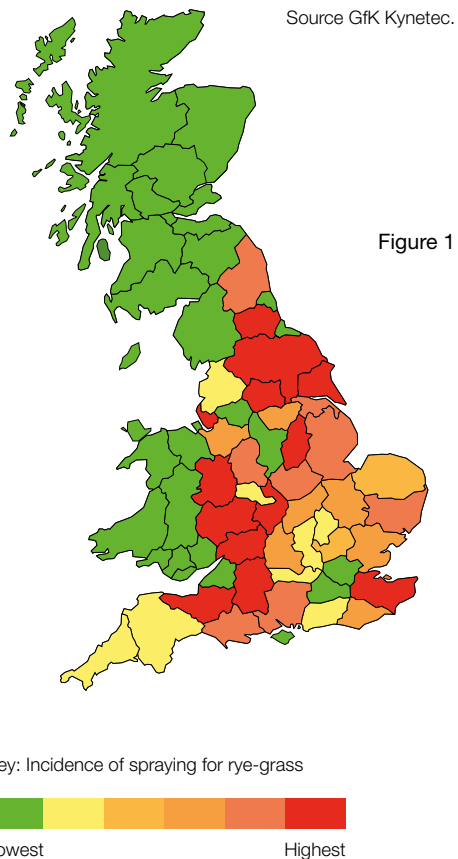 Source GfK Kynetec.
Figure 1
ey: Incidence of spraying for rye-grass
owest
Highest